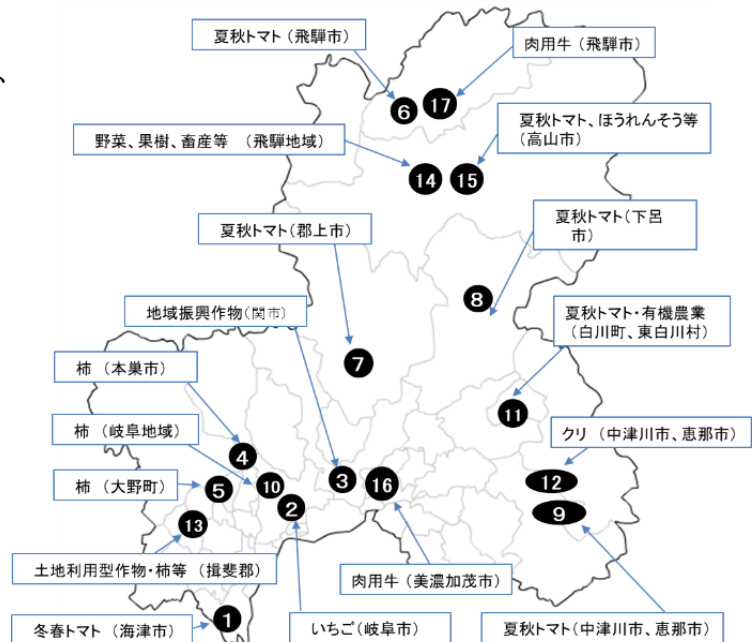 、
夏秋トマト（飛騨市）
肉用牛（飛騨市）
6
17
夏秋トマト、ほうれんそう等
（高山市）
野菜、果樹、畜産等　（飛騨地域）
14
15
夏秋トマト（郡上市）
夏秋トマト（下呂
市）
8
地域振興作物（関市）
夏秋トマト・有機農業
（白川町、東白川村）
7
柿　（本巣市）
11
柿　（岐阜地域）
クリ　（中津川市、恵那市）
4
柿　（大野町）
5
10
3
16
12
2
9
13
土地利用型作物・柿等　（揖斐郡）
肉用牛（美濃加茂市）
1
冬春トマト　（海津市）
いちご（岐阜市）
夏秋トマト（中津川市、恵那市）